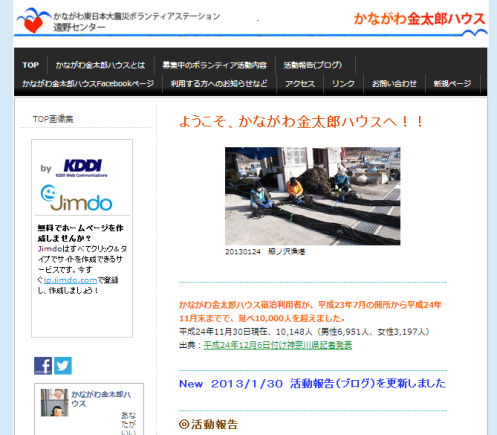 かながわ東日本大震災ボランティアステーション
遠野センター
かながわ金太郎ハウス
TOP かながわ金太郎ハウスとは 募集中のボランティア活動内容 活動報告(ブログ)
かながわ金太郎ハウスFacebookページ 利用する方へのお知らせなど アクセス リンク お問い合わせ 新規ページ
TOP画像集
ようこそ、かながわ金太郎ハウスへ！！
by KDDI
KDDI Web Communications
Jimdo
無料でホームページを作
成しませんか？
Jimdoはすべてクリック＆タ
イプでサイトを作成できるサ
ービスです。今す
ぐjp.jimdo.comで登録
し、作成しましょう！
20130124 脇ノ沢漁港
かながわ金太郎ハウス宿泊利用者が、平成23年7月の開所から平成24年
11月末までで、延べ10,000人を超えました。
平成24年11月30日現在、10,148人（男性6,951人、女性3,197人）
出典：平成24年12月6日付け神奈川県記者発表
New 2013/1/30 活動報告(ブログ)を更新しました
かながわ金太郎ハ
ウス
あな
たが
いい
◎活動報告